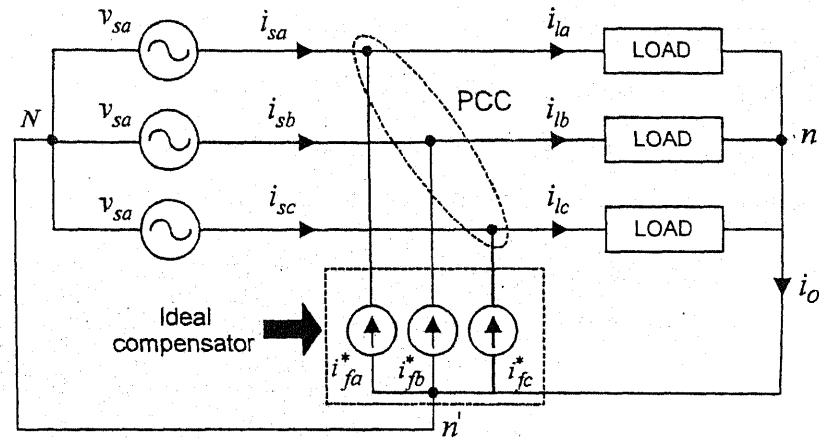 v_sa i_sa i_la LOAD
PCC
N v_sa i_sb i_lb LOAD n
v_sa i_sc i_lc LOAD
i_o
Ideal
compensator
i*_fa i*_fb i*_fc
n'